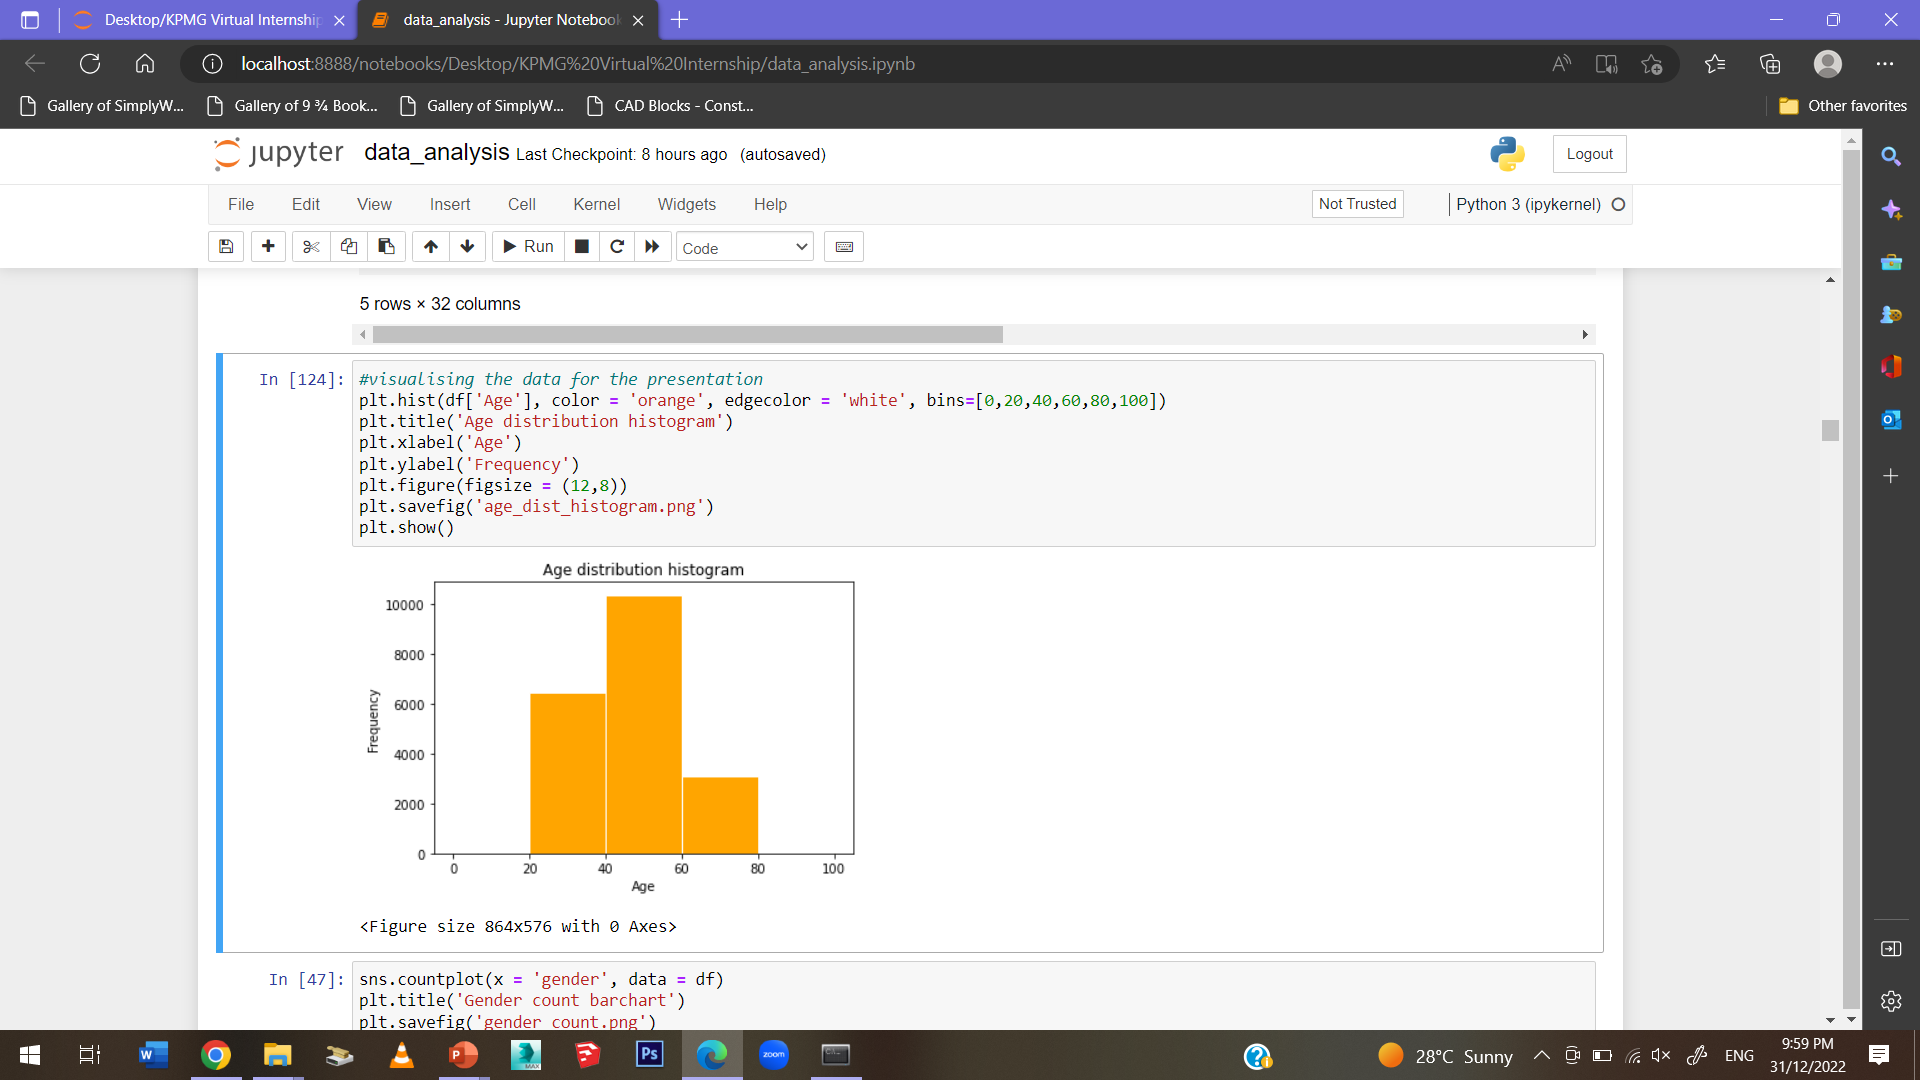 Desktop/KPMG Virtual Internship
data_analysis - Jupyter Notebook
localhost:8888/notebooks/Desktop/KPMG%20Virtual%20Internship/data_analysis.ipynb
Gallery of SimplyW...
Gallery of 9 ¾ Book...
Gallery of SimplyW...
CAD Blocks - Const...
Other favorites
jupyter data_analysis Last Checkpoint: 8 hours ago (autosaved)
Logout
File Edit View Insert Cell Kernel Widgets Help
Not Trusted
Python 3 (ipykernel)
Run
Code
5 rows × 32 columns
In [124]:
#visualising the data for the presentation
plt.hist(df['Age'], color = 'orange', edgecolor = 'white', bins=[0,20,40,60,80,100])
plt.title('Age distribution histogram')
plt.xlabel('Age')
plt.ylabel('Frequency')
plt.figure(figsize = (12,8))
plt.savefig('age_dist_histogram.png')
plt.show()
Age distribution histogram
10000
8000
6000
4000
2000
0
Frequency
0 20 40 60 80 100
Age
<Figure size 864x576 with 0 Axes>
In [47]:
sns.countplot(x = 'gender', data = df)
plt.title('Gender count barchart')
plt.savefig('gender_count.png')
28°C Sunny
ENG
9:59 PM
31/12/2022
zoom
Ps